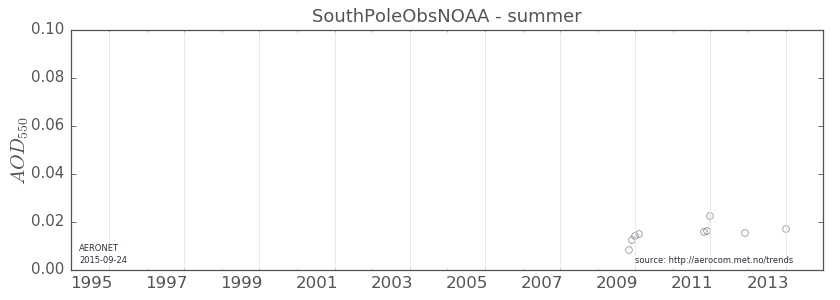 SouthPoleObsNOAA - summer
0.10
0.08
0.06
0.04
0.02
0.00
AOD550
AERONET
2015-09-24
source: http://aerocom.met.no/trends
1995 1997 1999 2001 2003 2005 2007 2009 2011 2013